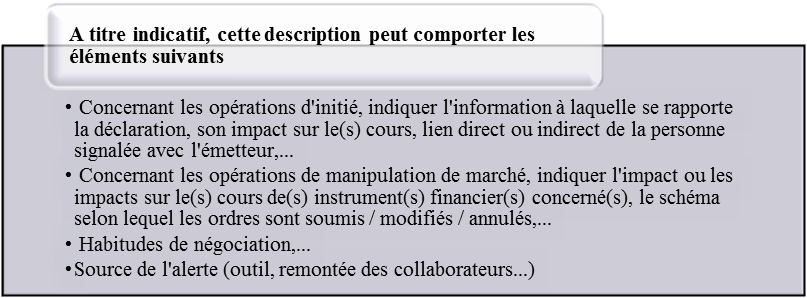 A titre indicatif, cette description peut comporter les
éléments suivants
• Concernant les opérations d'initié, indiquer l'information à laquelle se rapporte
la déclaration, son impact sur le(s) cours, lien direct ou indirect de la personne
signalée avec l'émetteur,...
• Concernant les opérations de manipulation de marché, indiquer l'impact ou les
impacts sur le(s) cours de(s) instrument(s) financier(s) concerné(s), le schéma
selon lequel les ordres sont soumis / modifiés / annulés,...
• Habitudes de négociation,...
•Source de l'alerte (outil, remontée des collaborateurs...)